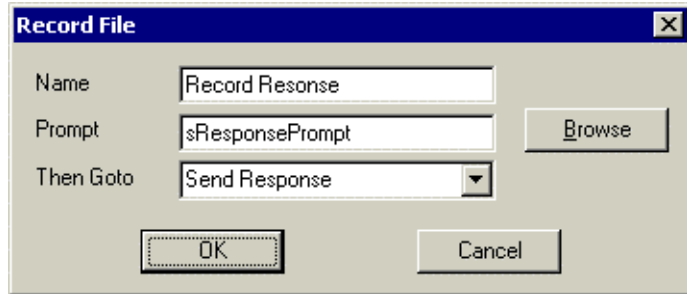 Record File
Name Record Resonse
Prompt sResponsePrompt Browse
Then Goto Send Response
OK Cancel